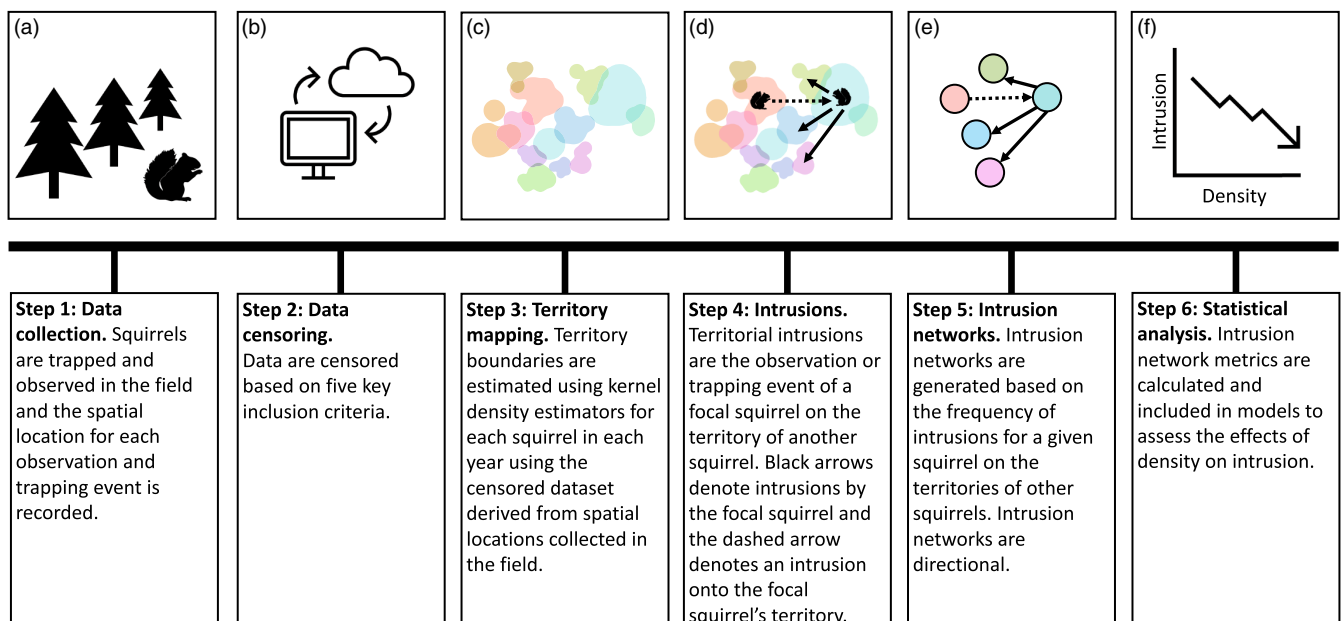 (a)
(b)
(c)
(d)
(e)
(f)
Intrusion
Density
Step 1: Data
collection. Squirrels
are trapped and
observed in the field
and the spatial
location for each
observation and
trapping event is
recorded.
Step 2: Data
censoring.
Data are censored
based on five key
inclusion criteria.
Step 3: Territory
mapping. Territory
boundaries are
estimated using kernel
density estimators for
each squirrel in each
year using the
censored dataset
derived from spatial
locations collected in
the field.
Step 4: Intrusions.
Territorial intrusions
are the observation or
trapping event of a
focal squirrel on the
territory of another
squirrel. Black arrows
denote intrusions by
the focal squirrel and
the dashed arrow
denotes an intrusion
onto the focal
squirrel's territory.
Step 5: Intrusion
networks. Intrusion
networks are
generated based on
the frequency of
intrusions for a given
squirrel on the
territories of other
squirrels. Intrusion
networks are
directional.
Step 6: Statistical
analysis. Intrusion
network metrics are
calculated and
included in models to
assess the effects of
density on intrusion.